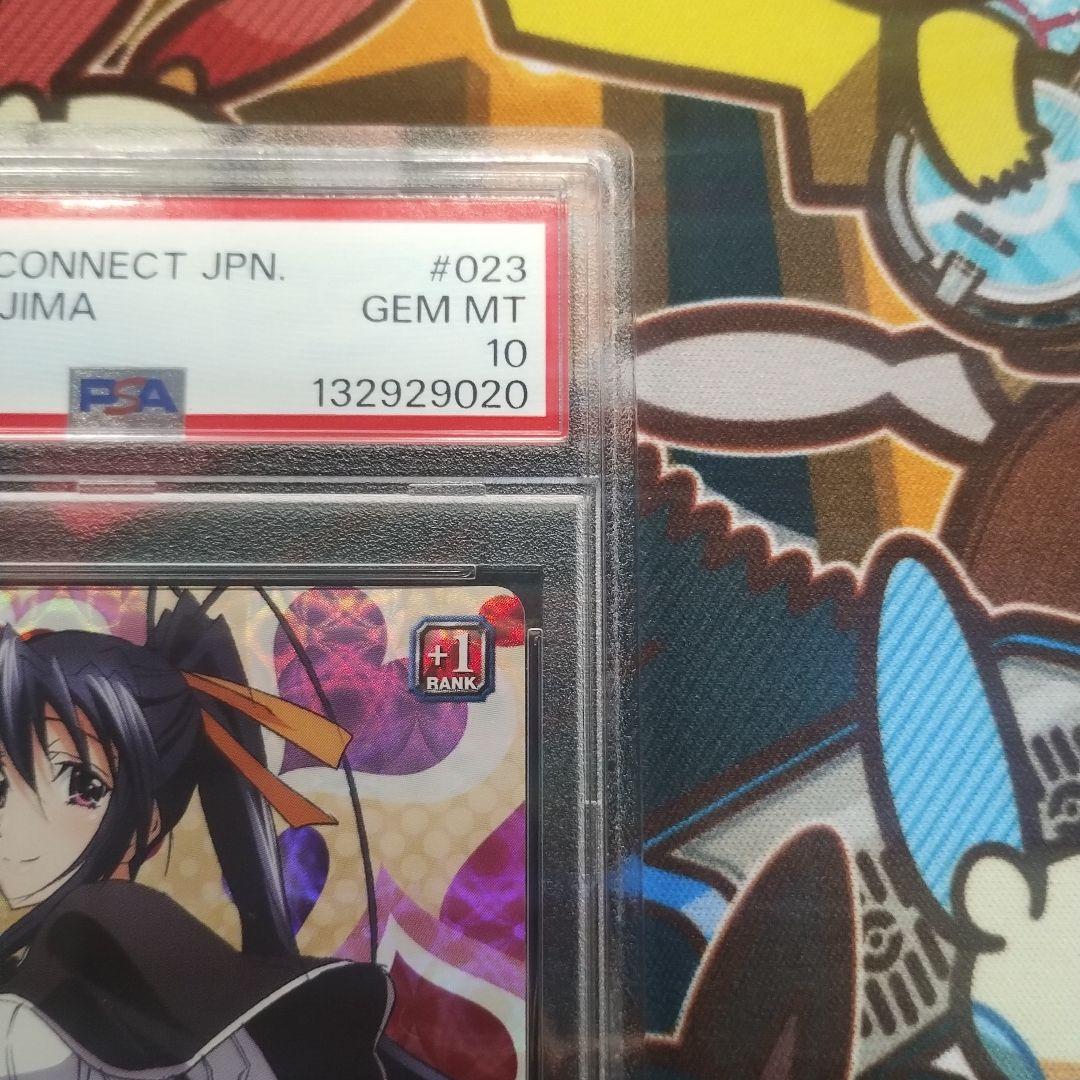 CONNECT JPN. #023
JIMA GEM MT
10
PSA 132929020
+1
RANK